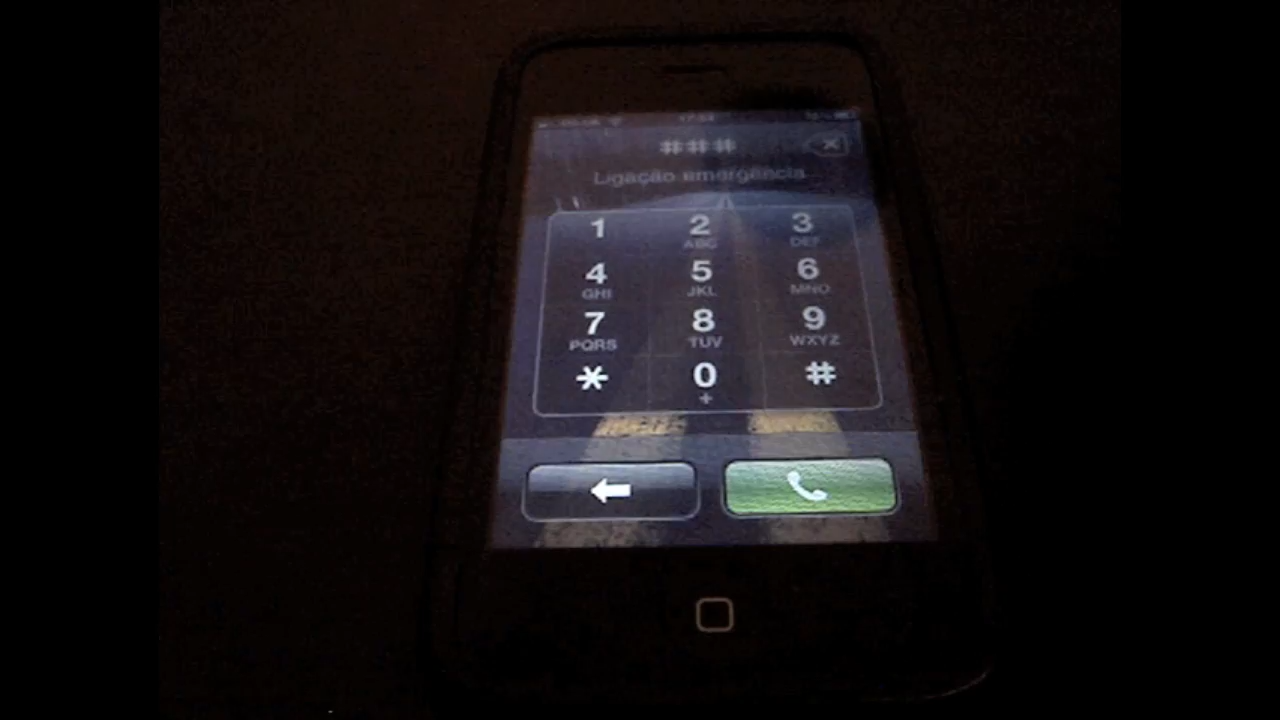 ###
Ligação emergência
1 2 3
ABC DEF
4 5 6
GHI JKL MNO
7 8 9
PQRS TUV WXYZ
* 0 #
+